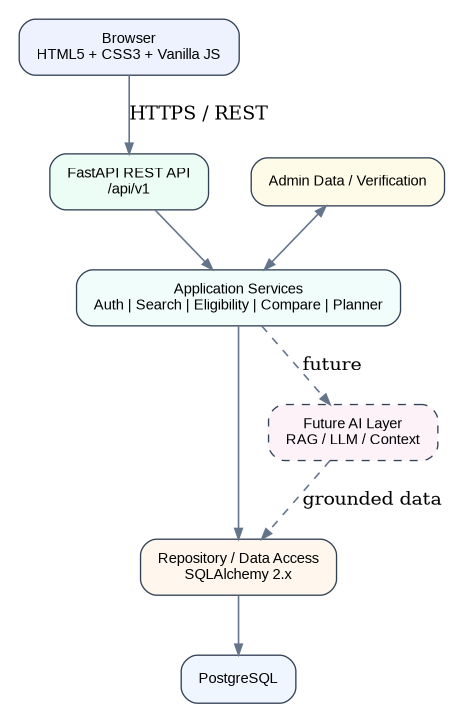 Browser
HTML5 + CSS3 + Vanilla JS
HTTPS / REST
FastAPI REST API
/api/v1
Admin Data / Verification
Application Services
Auth | Search | Eligibility | Compare | Planner
future
Future AI Layer
RAG / LLM / Context
grounded data
Repository / Data Access
SQLAlchemy 2.x
PostgreSQL